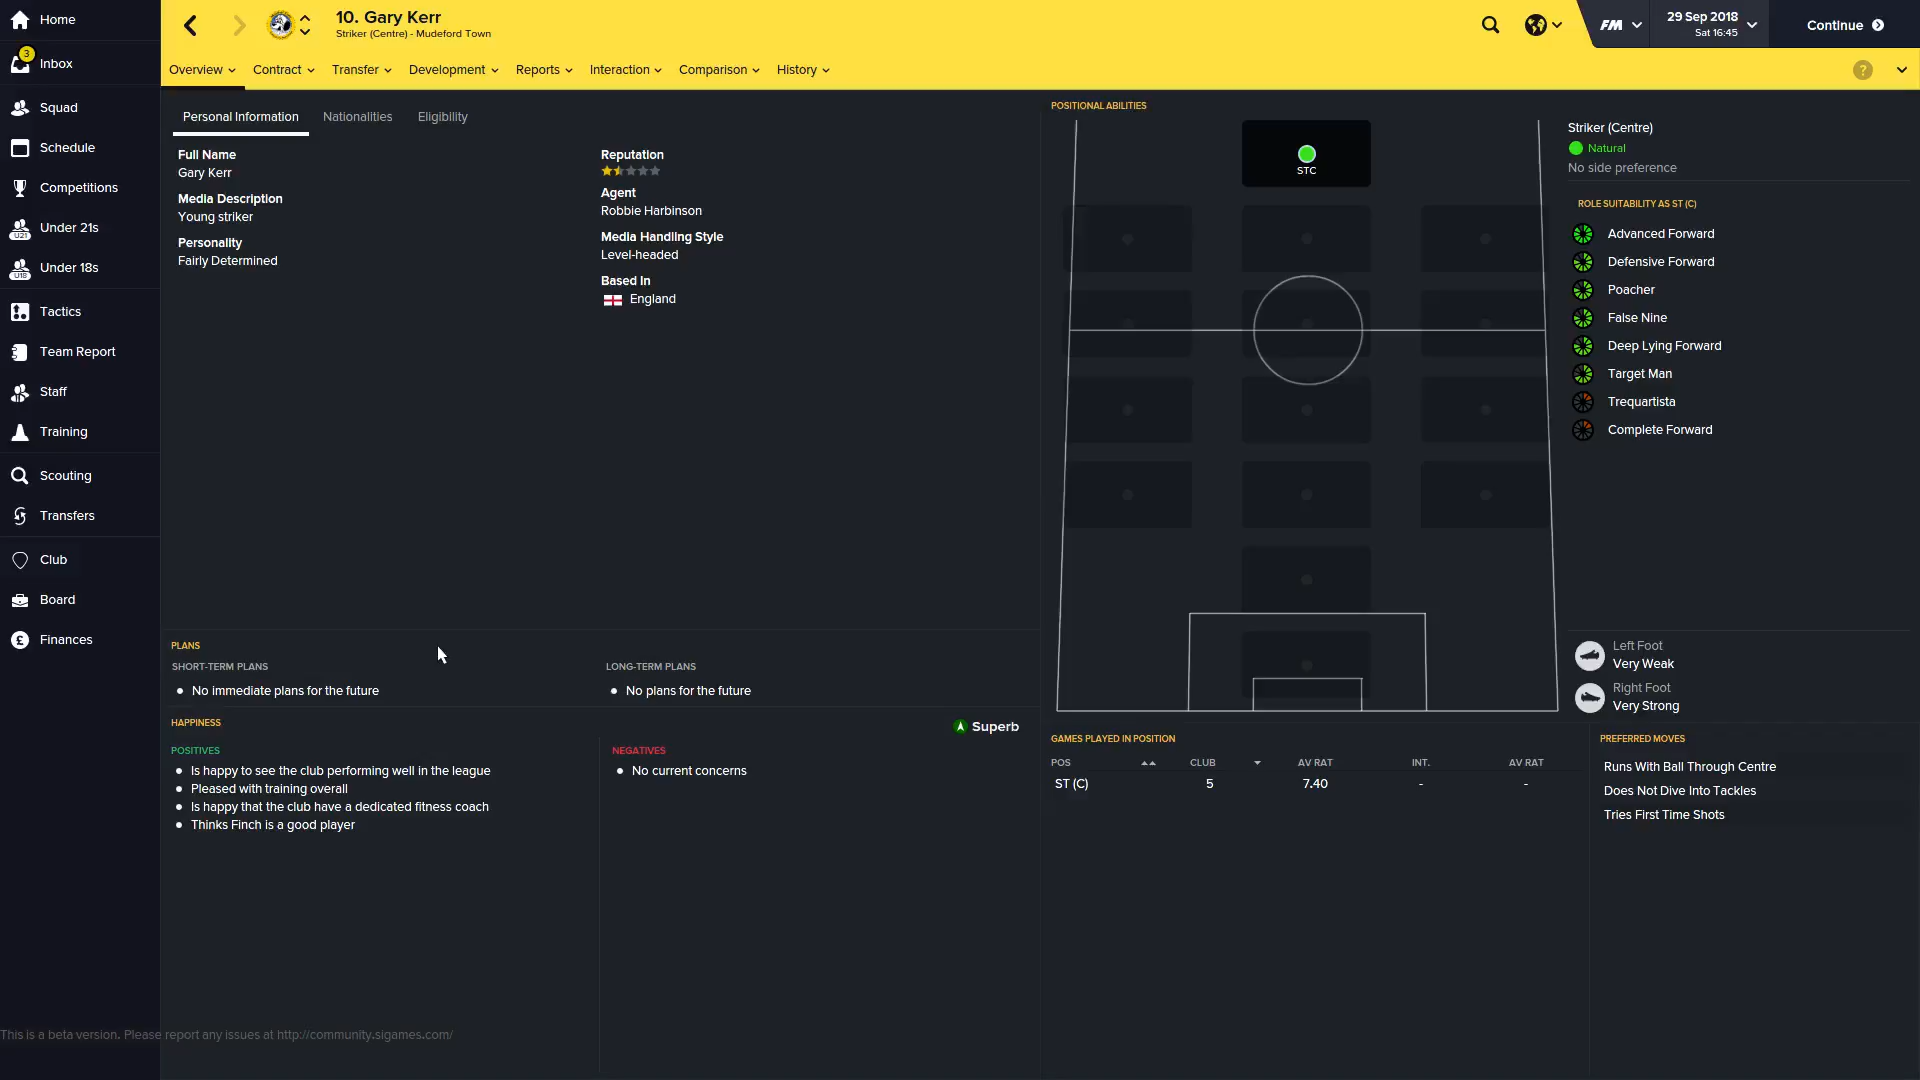 Home
Inbox
3
Squad
Schedule
Competitions
Under 21s
U21
Under 18s
U18
Tactics
Team Report
Staff
Training
Scouting
Transfers
Club
Board
£
Finances
10. Gary Kerr
Striker (Centre) - Mudeford Town
FM
29 Sep 2018
Sat 16:45
Continue
Overview
Contract
Transfer
Development
Reports
Interaction
Comparison
History
?
Personal Information
Nationalities
Eligibility
Full Name
Gary Kerr
Media Description
Young striker
Personality
Fairly Determined
Reputation
Agent
Robbie Harbinson
Media Handling Style
Level-headed
Based In
England
PLANS
SHORT-TERM PLANS
No immediate plans for the future
LONG-TERM PLANS
No plans for the future
HAPPINESS
Superb
POSITIVES
Is happy to see the club performing well in the league
Pleased with training overall
Is happy that the club have a dedicated fitness coach
Thinks Finch is a good player
NEGATIVES
No current concerns
POSITIONAL ABILITIES
STC
Striker (Centre)
Natural
No side preference
ROLE SUITABILITY AS ST (C)
Advanced Forward
Defensive Forward
Poacher
False Nine
Deep Lying Forward
Target Man
Trequartista
Complete Forward
Left Foot
Very Weak
Right Foot
Very Strong
GAMES PLAYED IN POSITION
POS CLUB AV RAT INT. AV RAT
ST (C) 5 7.40 - -
PREFERRED MOVES
Runs With Ball Through Centre
Does Not Dive Into Tackles
Tries First Time Shots
This is a beta version. Please report any issues at http://community.sigames.com/